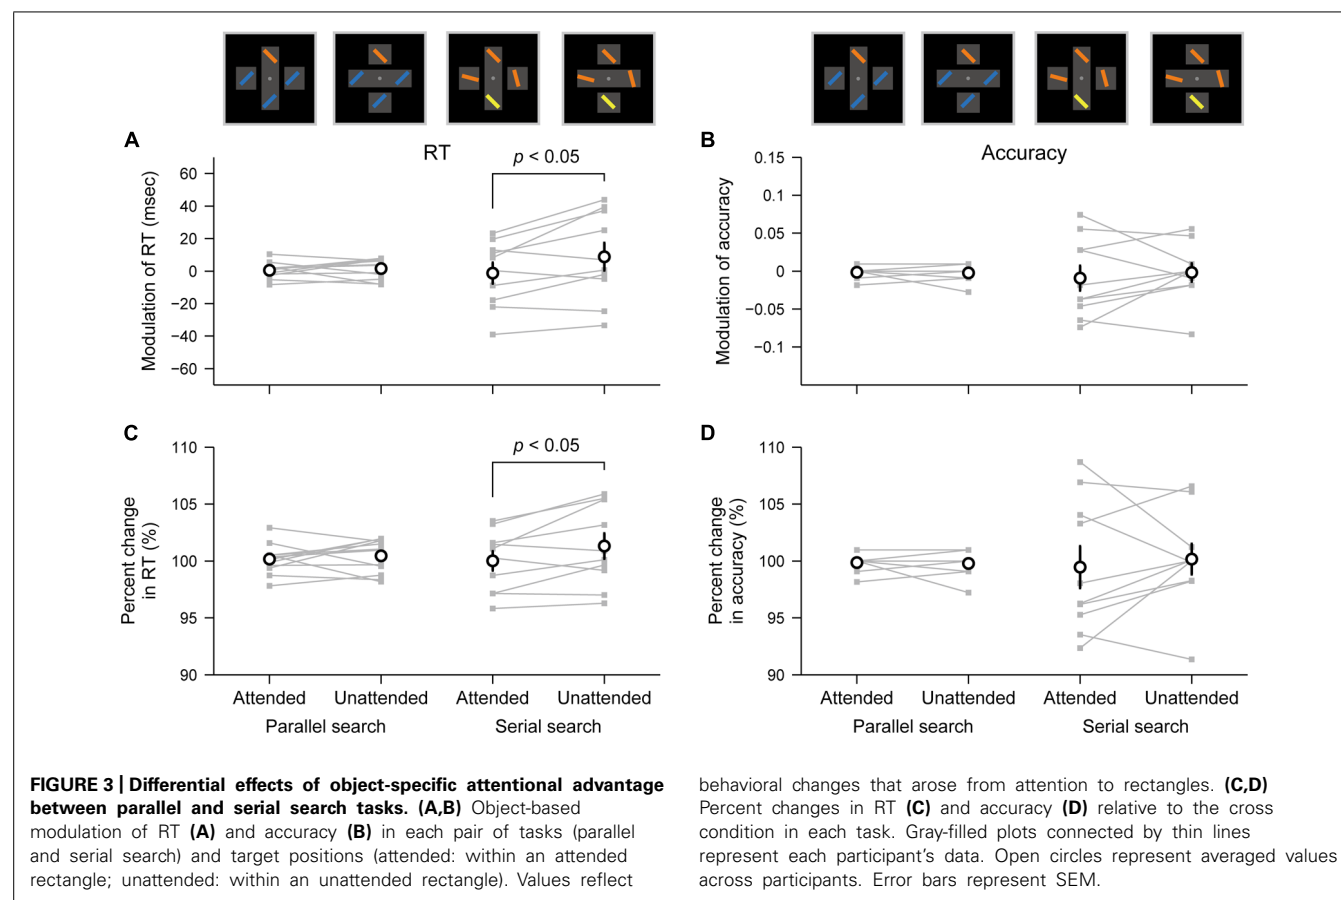 A
RT
p < 0.05
Modulation of RT (msec)
60
40
20
0
−20
−40
−60
B
Accuracy
Modulation of accuracy
0.15
0.1
0.05
0
−0.05
−0.1
C
p < 0.05
Percent change
in RT (%)
110
105
100
95
90
Attended Unattended Attended Unattended
Parallel search Serial search
D
Percent change
in accuracy (%)
110
105
100
95
90
Attended Unattended Attended Unattended
Parallel search Serial search
FIGURE 3 | Differential effects of object-specific attentional advantage
between parallel and serial search tasks. (A,B) Object-based
modulation of RT (A) and accuracy (B) in each pair of tasks (parallel
and serial search) and target positions (attended: within an attended
rectangle; unattended: within an unattended rectangle). Values reflect
behavioral changes that arose from attention to rectangles. (C,D)
Percent changes in RT (C) and accuracy (D) relative to the cross
condition in each task. Gray-filled plots connected by thin lines
represent each participant's data. Open circles represent averaged values
across participants. Error bars represent SEM.